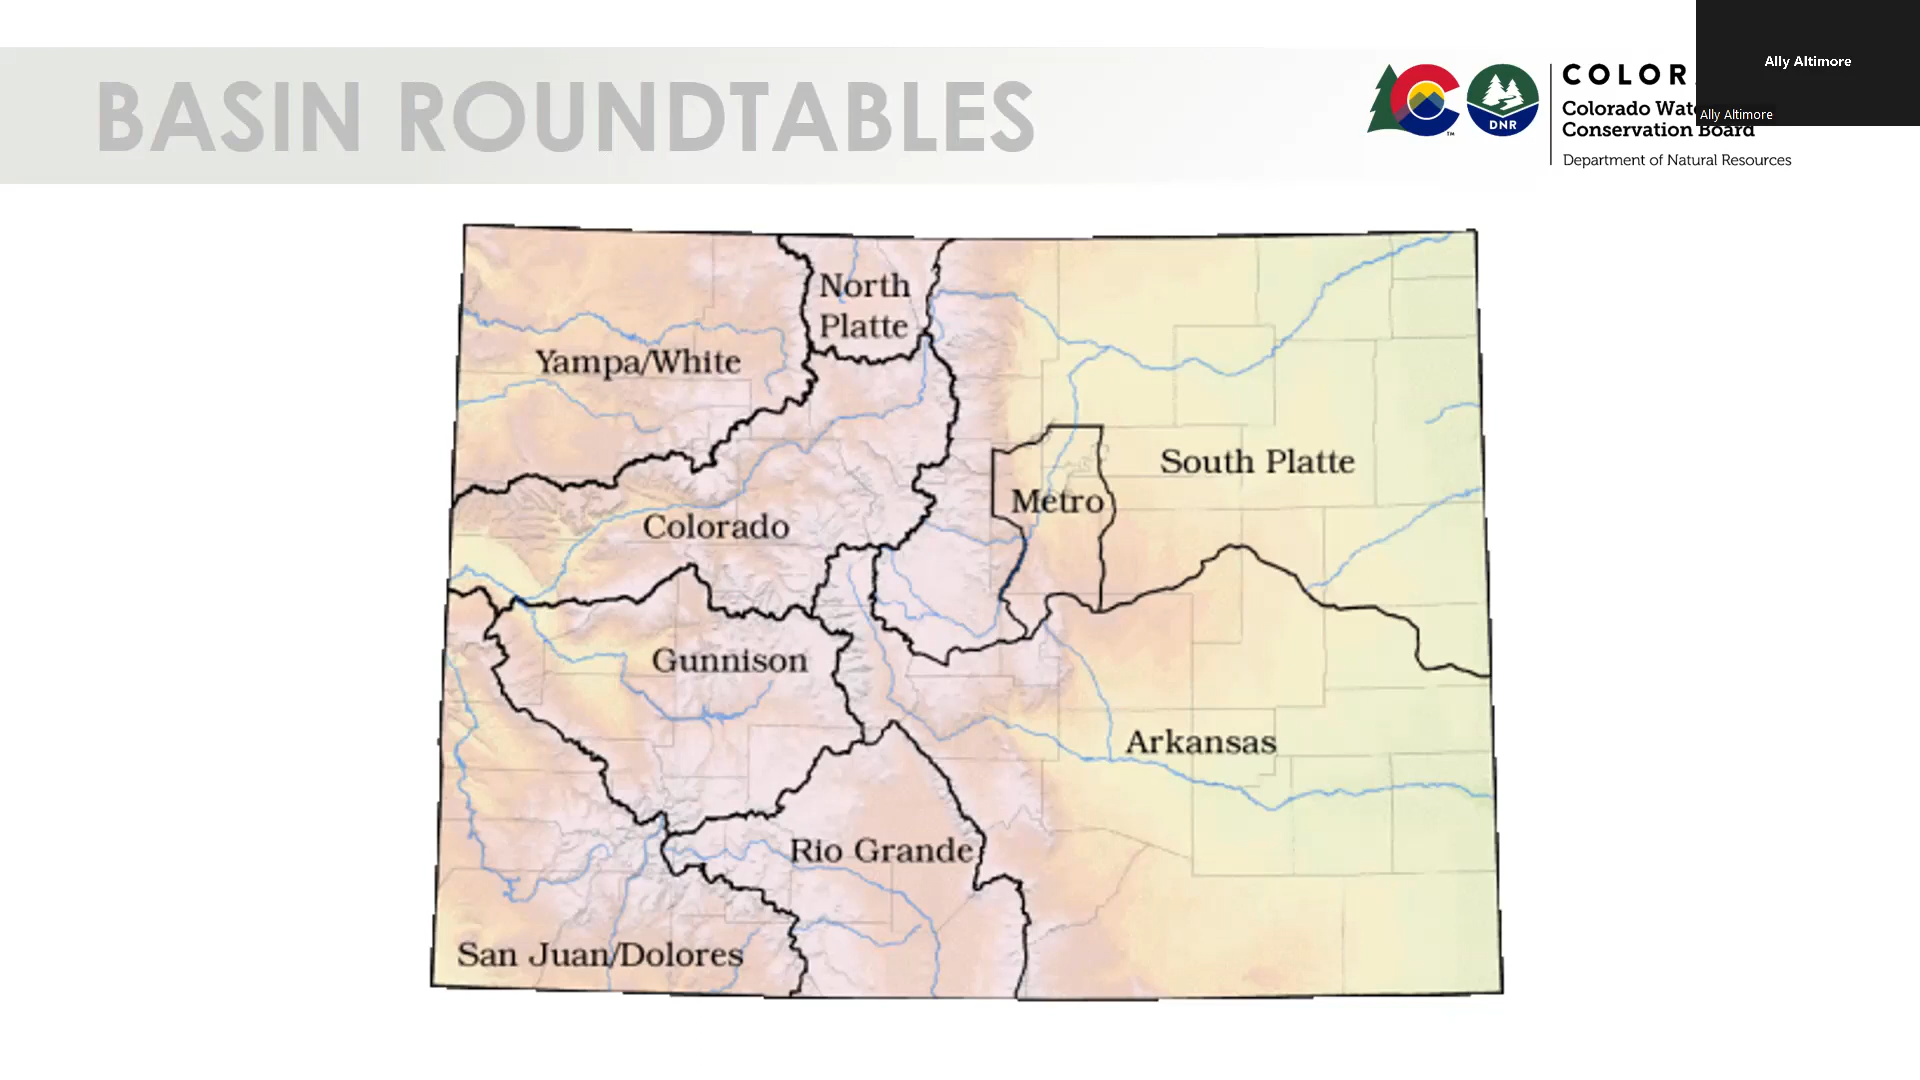 BASIN ROUNDTABLES
COLOR
Colorado Wat
Conservation Board
Department of Natural Resources
DNR
TM
Ally Altimore
Ally Altimore
North
Platte
Yampa/White
South Platte
Metro
Colorado
Gunnison
Arkansas
Rio Grande
San Juan/Dolores